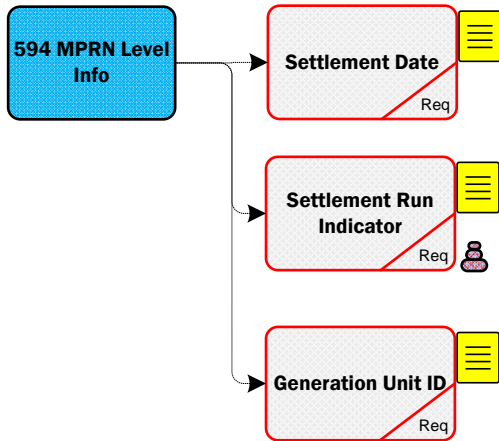 594 MPRN Level
Info
Settlement Date
Req
Settlement Run
Indicator
Req
Generation Unit ID
Req